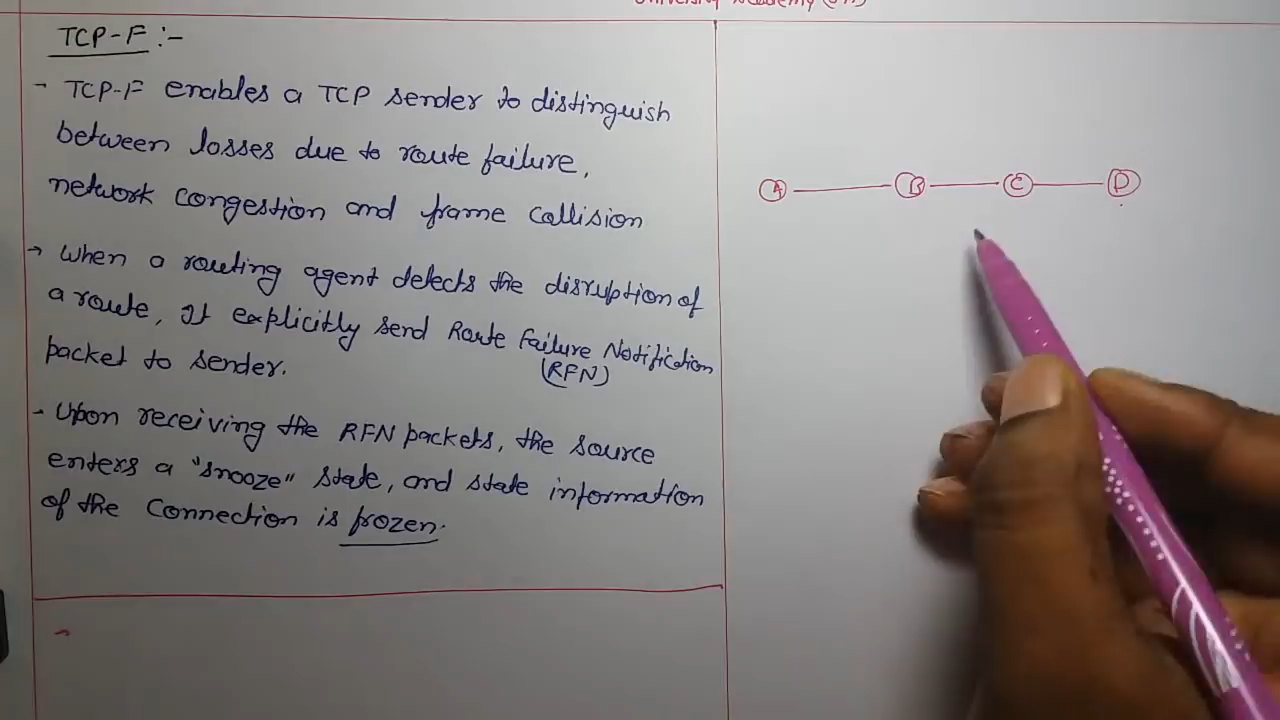 University Academy
TCP-F :-
- TCP-F enables a TCP sender to distinguish
between losses due to route failure,
network congestion and frame collision
→ When a routing agent detects the disruption of
a route, It explicitly send Route Failure Notification
(RFN)
packet to sender.
- Upon receiving the RFN packets, the source
enters a "snooze" state, and state information
of the connection is frozen.
A B C D